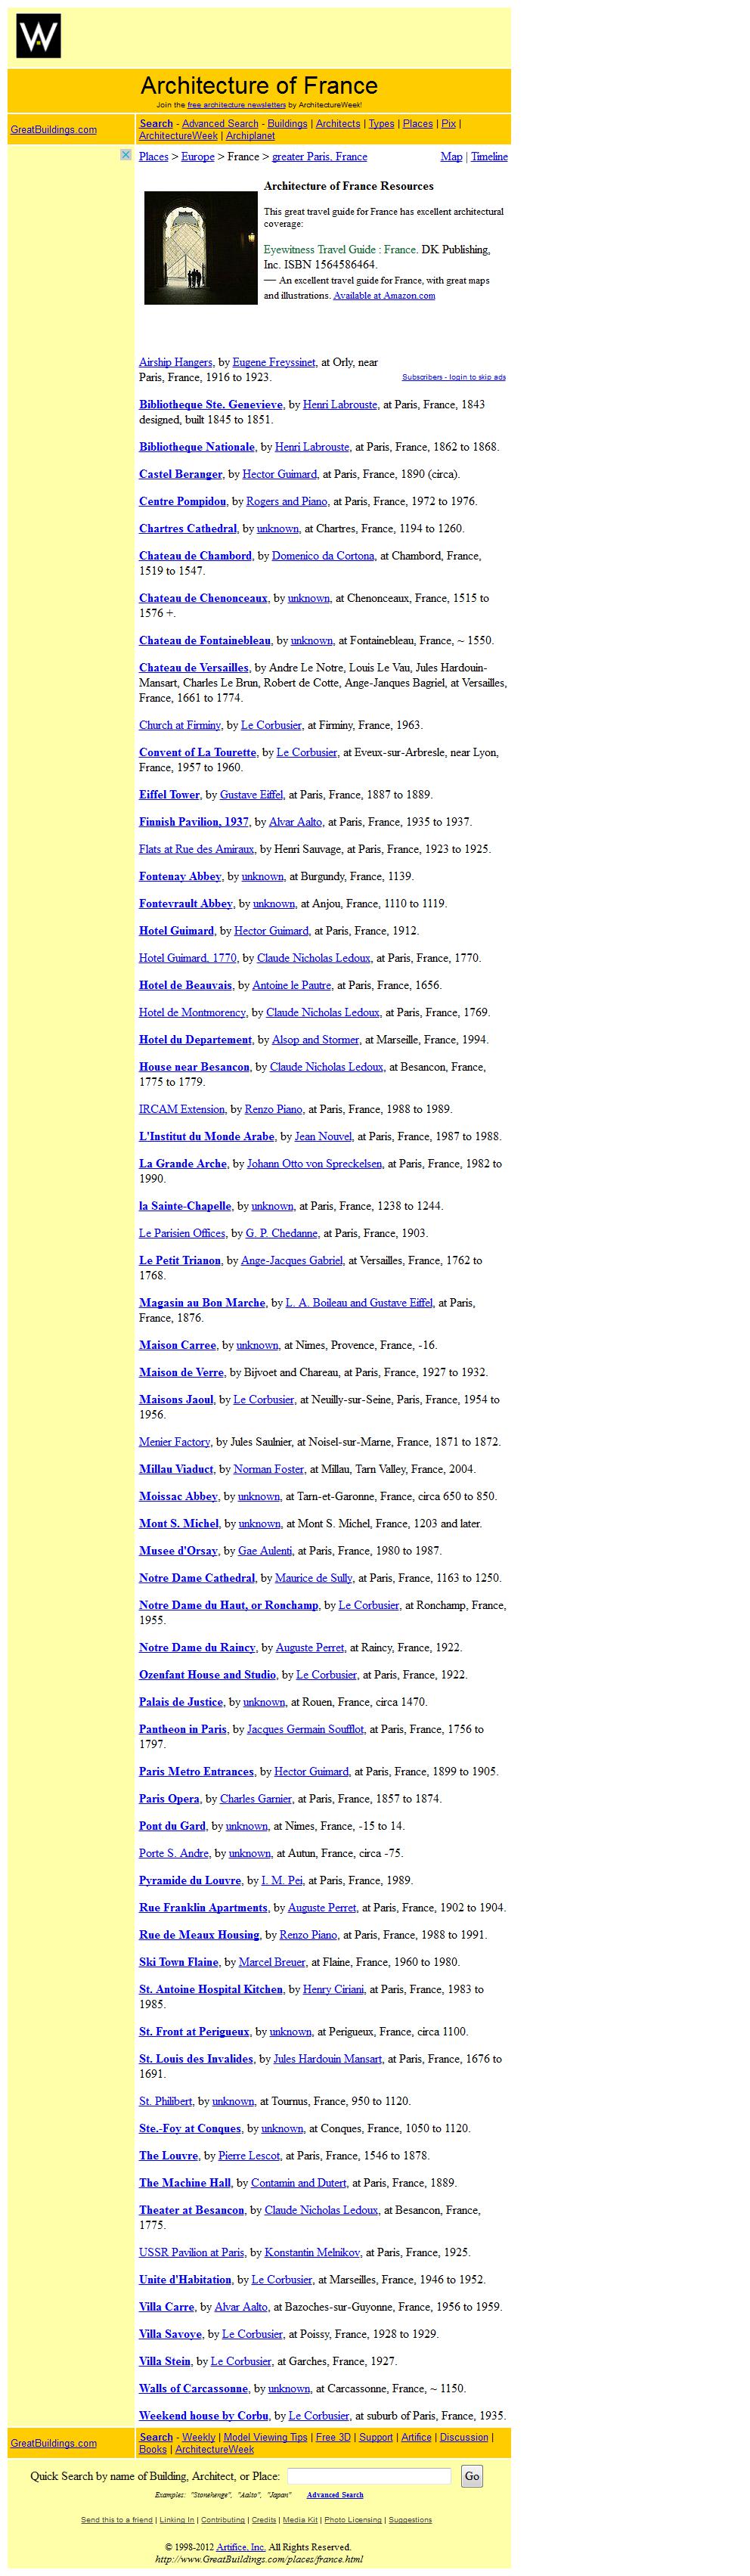 W
Architecture of France
Join the free architecture newsletters by ArchitectureWeek!
GreatBuildings.com
Search - Advanced Search - Buildings | Architects | Types | Places | Pix |
ArchitectureWeek | Archiplanet
Places > Europe > France > greater Paris, France
Map | Timeline
Architecture of France Resources
This great travel guide for France has excellent architectural
coverage:
Eyewitness Travel Guide : France. DK Publishing,
Inc. ISBN 1564586464.
— An excellent travel guide for France, with great maps
and illustrations. Available at Amazon.com
Airship Hangers, by Eugene Freyssinet, at Orly, near
Paris, France, 1916 to 1923.
Subscribers - login to skip ads
Bibliotheque Ste. Genevieve, by Henri Labrouste, at Paris, France, 1843
designed, built 1845 to 1851.
Bibliotheque Nationale, by Henri Labrouste, at Paris, France, 1862 to 1868.
Castel Beranger, by Hector Guimard, at Paris, France, 1890 (circa).
Centre Pompidou, by Rogers and Piano, at Paris, France, 1972 to 1976.
Chartres Cathedral, by unknown, at Chartres, France, 1194 to 1260.
Chateau de Chambord, by Domenico da Cortona, at Chambord, France,
1519 to 1547.
Chateau de Chenonceaux, by unknown, at Chenonceaux, France, 1515 to
1576 +.
Chateau de Fontainebleau, by unknown, at Fontainebleau, France, ~ 1550.
Chateau de Versailles, by Andre Le Notre, Louis Le Vau, Jules Hardouin-
Mansart, Charles Le Brun, Robert de Cotte, Ange-Jacques Bagriel, at Versailles,
France, 1661 to 1774.
Church at Firminy, by Le Corbusier, at Firminy, France, 1963.
Convent of La Tourette, by Le Corbusier, at Eveux-sur-Arbresle, near Lyon,
France, 1957 to 1960.
Eiffel Tower, by Gustave Eiffel, at Paris, France, 1887 to 1889.
Finnish Pavilion, 1937, by Alvar Aalto, at Paris, France, 1935 to 1937.
Flats at Rue des Amiraux, by Henri Sauvage, at Paris, France, 1923 to 1925.
Fontenay Abbey, by unknown, at Burgundy, France, 1139.
Fontevrault Abbey, by unknown, at Anjou, France, 1110 to 1119.
Hotel Guimard, by Hector Guimard, at Paris, France, 1912.
Hotel Guimard, 1770, by Claude Nicholas Ledoux, at Paris, France, 1770.
Hotel de Beauvais, by Antoine le Pautre, at Paris, France, 1656.
Hotel de Montmorency, by Claude Nicholas Ledoux, at Paris, France, 1769.
Hotel du Departement, by Alsop and Stormer, at Marseille, France, 1994.
House near Besancon, by Claude Nicholas Ledoux, at Besancon, France,
1775 to 1779.
IRCAM Extension, by Renzo Piano, at Paris, France, 1988 to 1989.
L'Institut du Monde Arabe, by Jean Nouvel, at Paris, France, 1987 to 1988.
La Grande Arche, by Johann Otto von Spreckelsen, at Paris, France, 1982 to
1990.
la Sainte-Chapelle, by unknown, at Paris, France, 1238 to 1244.
Le Parisien Offices, by G. P. Chedanne, at Paris, France, 1903.
Le Petit Trianon, by Ange-Jacques Gabriel, at Versailles, France, 1762 to
1768.
Magasin au Bon Marche, by L. A. Boileau and Gustave Eiffel, at Paris,
France, 1876.
Maison Carree, by unknown, at Nimes, Provence, France, -16.
Maison de Verre, by Bijvoet and Chareau, at Paris, France, 1927 to 1932.
Maisons Jaoul, by Le Corbusier, at Neuilly-sur-Seine, Paris, France, 1954 to
1956.
Menier Factory, by Jules Saulnier, at Noisel-sur-Marne, France, 1871 to 1872.
Millau Viaduct, by Norman Foster, at Millau, Tarn Valley, France, 2004.
Moissac Abbey, by unknown, at Tarn-et-Garonne, France, circa 650 to 850.
Mont S. Michel, by unknown, at Mont S. Michel, France, 1203 and later.
Musee d'Orsay, by Gae Aulenti, at Paris, France, 1980 to 1987.
Notre Dame Cathedral, by Maurice de Sully, at Paris, France, 1163 to 1250.
Notre Dame du Haut, or Ronchamp, by Le Corbusier, at Ronchamp, France,
1955.
Notre Dame du Raincy, by Auguste Perret, at Raincy, France, 1922.
Ozenfant House and Studio, by Le Corbusier, at Paris, France, 1922.
Palais de Justice, by unknown, at Rouen, France, circa 1470.
Pantheon in Paris, by Jacques Germain Soufflot, at Paris, France, 1756 to
1797.
Paris Metro Entrances, by Hector Guimard, at Paris, France, 1899 to 1905.
Paris Opera, by Charles Garnier, at Paris, France, 1857 to 1874.
Pont du Gard, by unknown, at Nimes, France, -15 to 14.
Porte S. Andre, by unknown, at Autun, France, circa -75.
Pyramide du Louvre, by I. M. Pei, at Paris, France, 1989.
Rue Franklin Apartments, by Auguste Perret, at Paris, France, 1902 to 1904.
Rue de Meaux Housing, by Renzo Piano, at Paris, France, 1988 to 1991.
Ski Town Flaine, by Marcel Breuer, at Flaine, France, 1960 to 1980.
St. Antoine Hospital Kitchen, by Henry Ciriani, at Paris, France, 1983 to
1985.
St. Front at Perigueux, by unknown, at Perigueux, France, circa 1100.
St. Louis des Invalides, by Jules Hardouin Mansart, at Paris, France, 1676 to
1691.
St. Philibert, by unknown, at Tournus, France, 950 to 1120.
Ste.-Foy at Conques, by unknown, at Conques, France, 1050 to 1120.
The Louvre, by Pierre Lescot, at Paris, France, 1546 to 1878.
The Machine Hall, by Contamin and Dutert, at Paris, France, 1889.
Theater at Besancon, by Claude Nicholas Ledoux, at Besancon, France,
1775.
USSR Pavilion at Paris, by Konstantin Melnikov, at Paris, France, 1925.
Unite d'Habitation, by Le Corbusier, at Marseilles, France, 1946 to 1952.
Villa Carre, by Alvar Aalto, at Bazoches-sur-Guyonne, France, 1956 to 1959.
Villa Savoye, by Le Corbusier, at Poissy, France, 1928 to 1929.
Villa Stein, by Le Corbusier, at Garches, France, 1927.
Walls of Carcassonne, by unknown, at Carcassonne, France, ~ 1150.
Weekend house by Corbu, by Le Corbusier, at suburb of Paris, France, 1935.
GreatBuildings.com
Search - Weekly | Model Viewing Tips | Free 3D | Support | Artifice | Discussion |
Books | ArchitectureWeek
Quick Search by name of Building, Architect, or Place: Go
Examples: "Stonehenge", "Aalto", "Japan" Advanced Search
Send this to a friend | Linking In | Contributing | Credits | Media Kit | Photo Licensing | Suggestions
© 1998-2012 Artifice, Inc. All Rights Reserved.
http://www.GreatBuildings.com/places/france.html